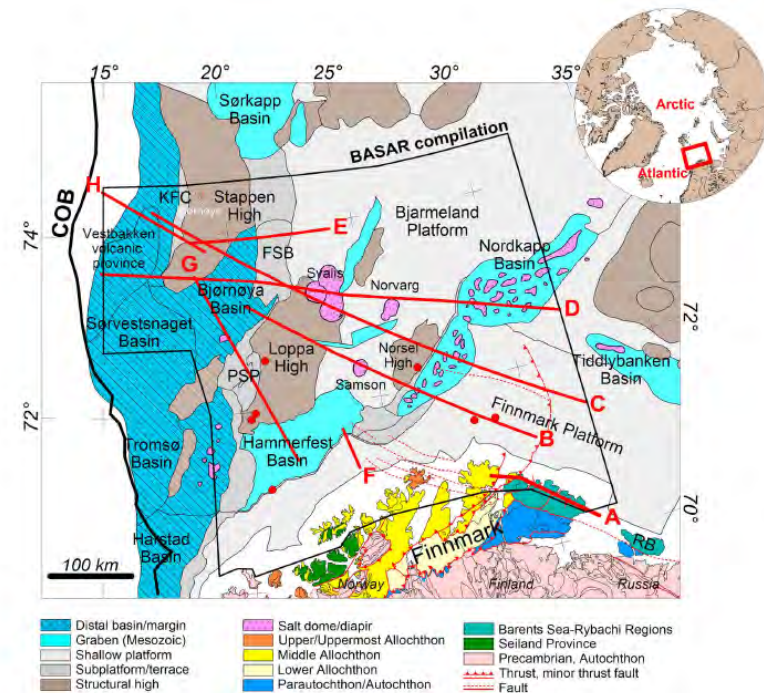 15°
20°
25°
30°
35°
Arctic
Atlantic
Sørkapp
Basin
BASAR compilation
H
KFC
Stappen
High
COB
E
Bjarmeland
Platform
Nordkapp
Basin
74°
Vestbakken
volcanic
province
G
FSB
Svalis
Norvarg
72°
Bjørnøya
Basin
D
Sørvestsnaget
Basin
Loppa
High
Norsel
High
Tiddlybanken
Basin
PSP
Samson
C
72°
Finnmark Platform
B
Tromsø
Basin
Hammerfest
Basin
F
70°
A
Harstad
Basin
Finnmark
RB
100 km
Norway
Finland
Russia
Distal basin/margin
Graben (Mesozoic)
Shallow platform
Subplatform/terrace
Structural high
Salt dome/diapir
Upper/Uppermost Allochthon
Middle Allochthon
Lower Allochthon
Parautochthon/Autochthon
Barents Sea-Rybachi Regions
Seiland Province
Precambrian, Autochthon
Thrust, minor thrust fault
Fault